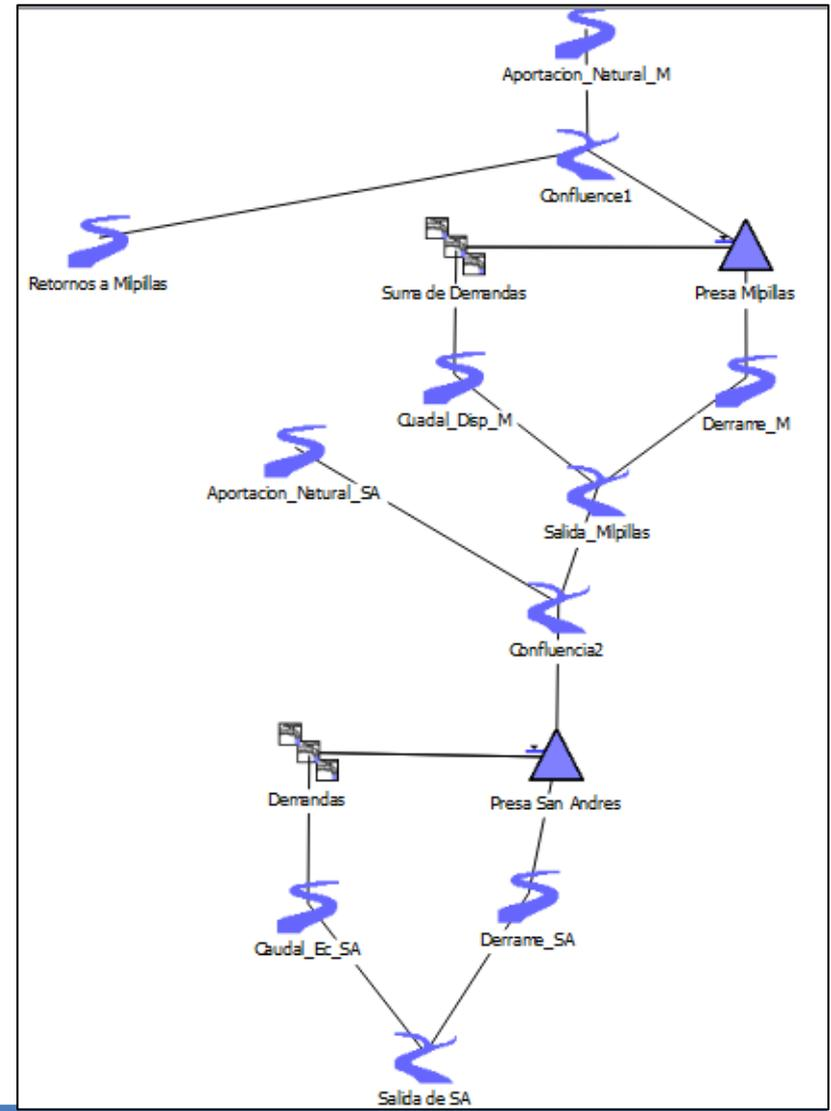 Aportacion_Natural_M
Confluence1
Retornos a Milpillas
Suma de Demandas
Presa Milpillas
Cuadal_Disp_M
Derrame_M
Aportacion_Natural_SA
Salida_Milpillas
Confluencia2
Demandas
Presa San Andres
Caudal_Ec_SA
Derrame_SA
Salida de SA